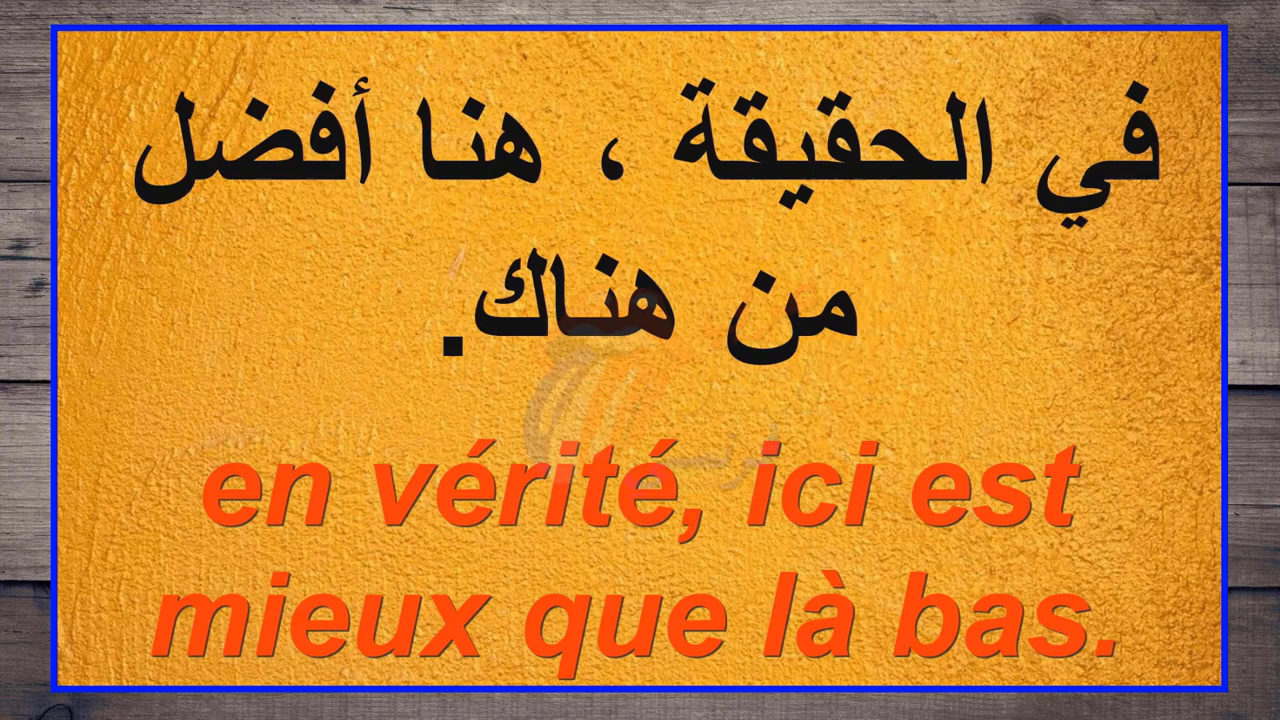 في الحقيقة ، هنا أفضل
من هناك.
en vérité, ici est
mieux que là bas.